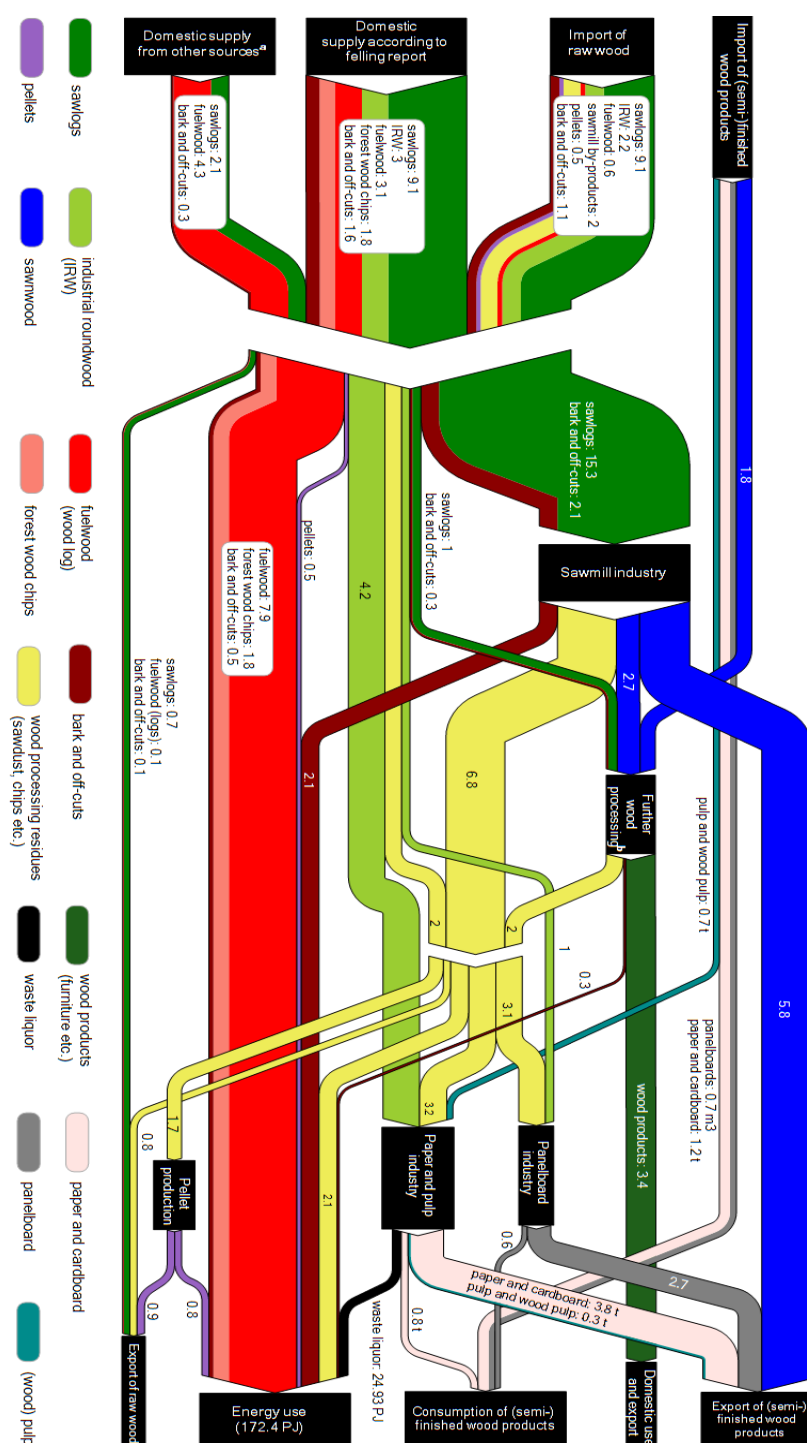 Domestic supply
from other sourcesᵃ
Domestic
supply according to
felling report
Import of
raw wood
Import of (semi-)finished
wood products
sawlogs: 2.1
fuelwood: 4.3
bark and off-cuts: 0.3
sawlogs: 9.1
IRW: 3
fuelwood: 3.1
forest wood chips: 1.8
bark and off-cuts: 1.6
sawlogs: 9.1
IRW: 2.2
fuelwood: 0.6
sawmill by-products: 2
pellets: 0.5
bark and off-cuts: 1.1
sawlogs: 15.3
bark and off-cuts: 2.1
1.8
sawlogs: 1
bark and off-cuts: 0.3
pellets: 0.5
4.2
fuelwood: 7.9
forest wood chips: 1.8
bark and off-cuts: 0.5
Sawmill industry
sawlogs: 0.7
fuelwood (logs): 0.1
bark and off-cuts: 0.1
2.7
6.8
2.1
5.8
Further
wood
processingᵇ
pulp and wood pulp: 0.7 t
panelboards: 0.7 m3
paper and cardboard: 1.2 t
2
2
1
0.3
3.1
3.2
wood products: 3.4
1.7
0.8
2.1
Pellet
production
Paper and pulp
industry
Panelboard
industry
0.9
0.8
0.6
0.8 t
waste liquor: 24.93 PJ
paper and cardboard: 3.8 t
pulp and wood pulp: 0.3 t
2.7
Export of raw wood
Energy use
(172.4 PJ)
Consumption of (semi-)
finished wood products
Domestic use
and export
Export of (semi-)
finished wood
products
sawlogs
industrial roundwood
(IRW)
fuelwood
(wood log)
bark and off-cuts
wood products
(furniture etc.)
paper and cardboard
pellets
sawnwood
forest wood chips
wood processing residues
(sawdust, chips etc.)
waste liquor
panelboard
(wood) pulp